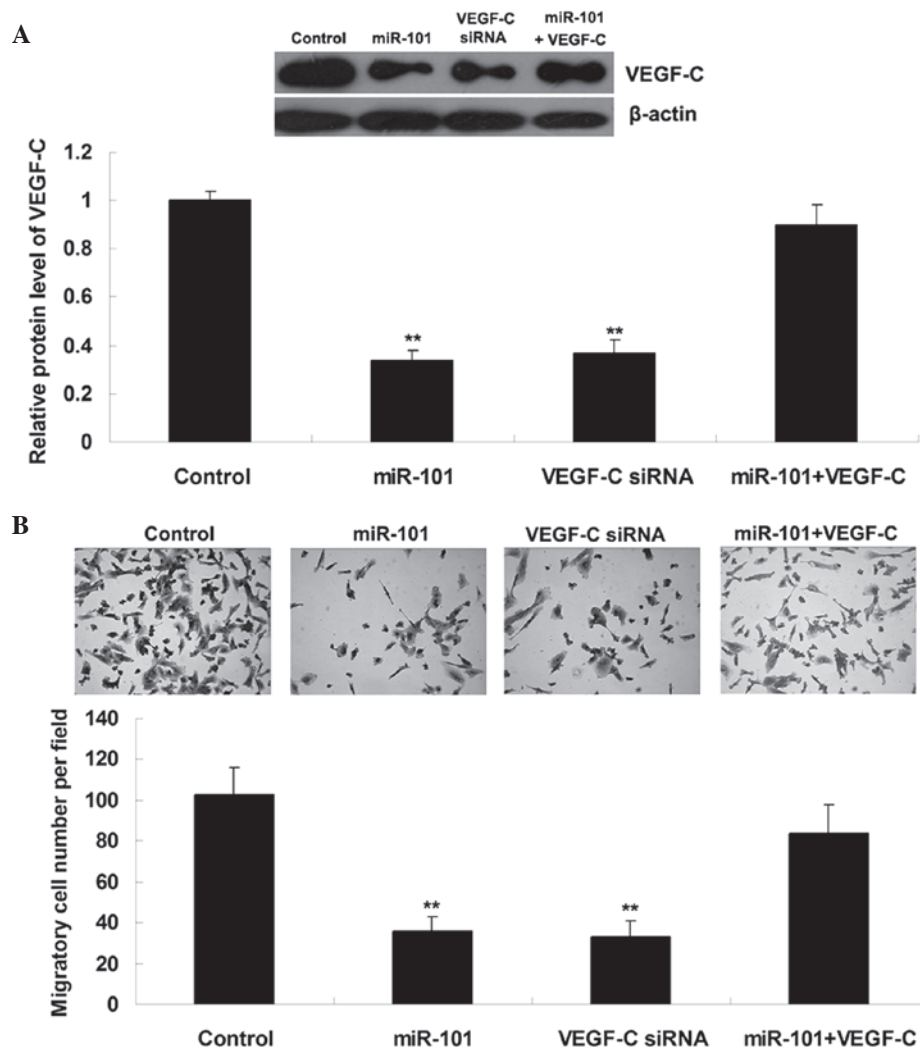 A
Control
miR-101
VEGF-C
siRNA
miR-101
+ VEGF-C
VEGF-C
β-actin
Relative protein level of VEGF-C
1.2
1
0.8
0.6
0.4
0.2
0
**
**
Control
miR-101
VEGF-C siRNA
miR-101+VEGF-C
B
Control
miR-101
VEGF-C siRNA
miR-101+VEGF-C
Migratory cell number per field
140
120
100
80
60
40
20
0
**
**
Control
miR-101
VEGF-C siRNA
miR-101+VEGF-C